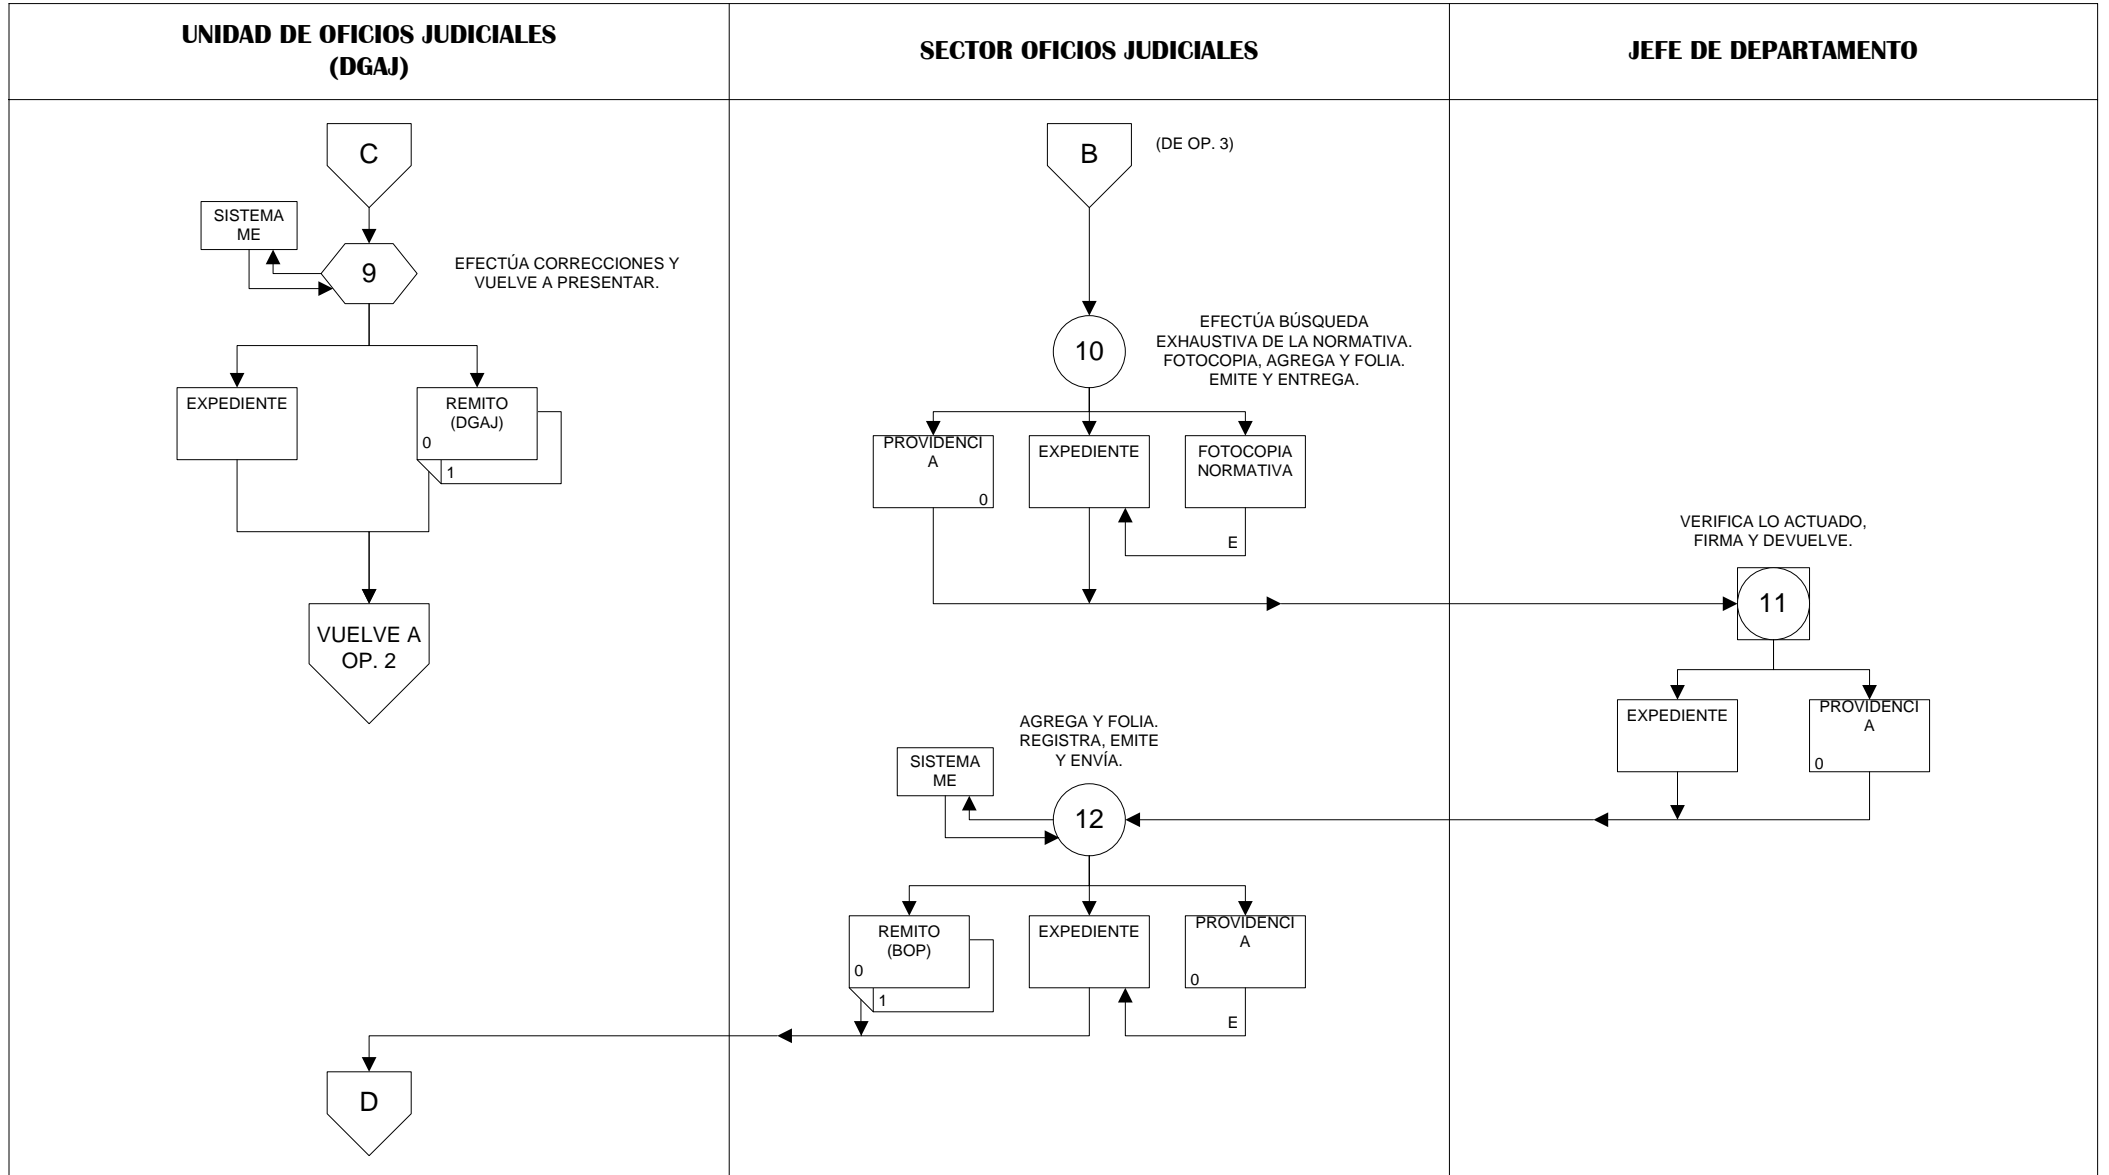 UNIDAD DE OFICIOS JUDICIALES
(DGAJ)
SECTOR OFICIOS JUDICIALES
JEFE DE DEPARTAMENTO
C
SISTEMA
ME
9
EFECTÚA CORRECCIONES Y
VUELVE A PRESENTAR.
EXPEDIENTE
REMITO
(DGAJ)
0
1
VUELVE A
OP. 2
B
(DE OP. 3)
10
EFECTÚA BÚSQUEDA
EXHAUSTIVA DE LA NORMATIVA.
FOTOCOPIA, AGREGA Y FOLIA.
EMITE Y ENTREGA.
PROVIDENCI
A
0
EXPEDIENTE
FOTOCOPIA
NORMATIVA
E
VERIFICA LO ACTUADO,
FIRMA Y DEVUELVE.
11
EXPEDIENTE
PROVIDENCI
A
0
AGREGA Y FOLIA.
REGISTRA, EMITE
Y ENVÍA.
SISTEMA
ME
12
REMITO
(BOP)
0
1
EXPEDIENTE
PROVIDENCI
A
0
E
D